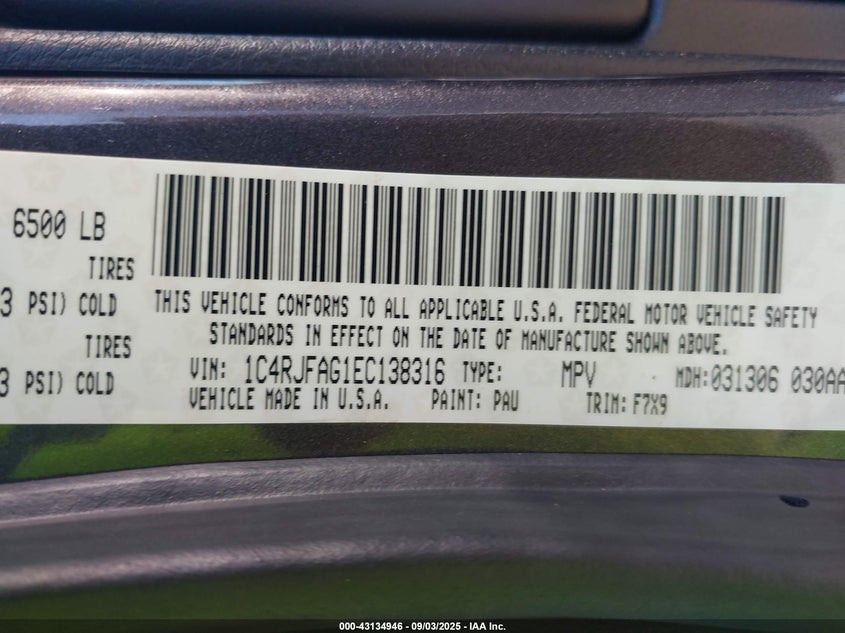 6500 LB
TIRES
3 PSI) COLD
TIRES
3 PSI) COLD
THIS VEHICLE CONFORMS TO ALL APPLICABLE U.S.A. FEDERAL MOTOR VEHICLE SAFETY
STANDARDS IN EFFECT ON THE DATE OF MANUFACTURE SHOWN ABOVE.
VIN: 1C4RJFAG1EC138316 TYPE: MPV MDH:031306 030AA
VEHICLE MADE IN U.S.A. PAINT: PAU TRIM: F7X9
000-43134946 - 09/03/2025 - IAA Inc.